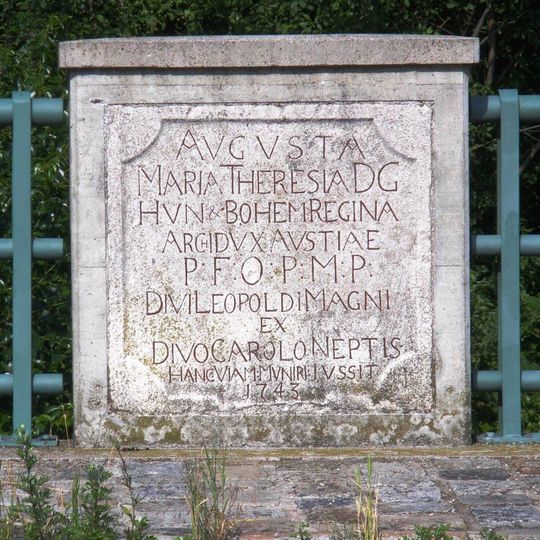 AVGVSTA
MARIA THERESIA D G
HVN & BOHEM REGINA
ARGIDVX AVSTIAE
P·F·O·P·M·P·
DIVI LEOPOLDI MAGNI
EX
DIVO CAROLO NEPTIS
HANC VIAM MVNIRI IVSSIT
1743